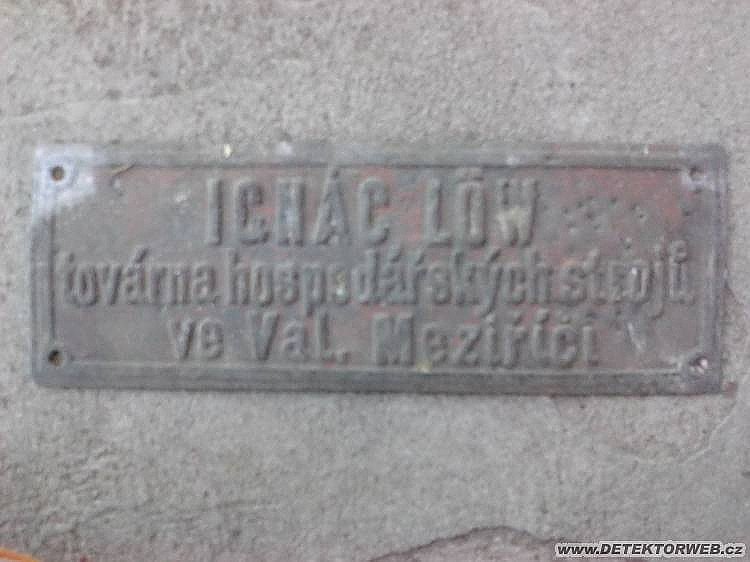 IGNÁC LÖW
továrna hospodářských strojů
ve Val. Meziříčí
www.DETEKTORWEB.cz